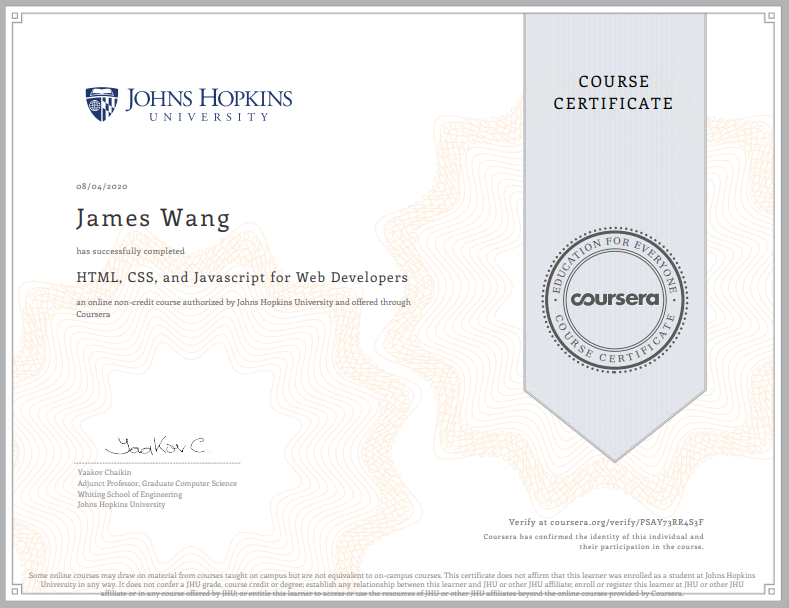 JOHNS HOPKINS
UNIVERSITY
COURSE
CERTIFICATE
08/04/2020
James Wang
has successfully completed
HTML, CSS, and Javascript for Web Developers
an online non-credit course authorized by Johns Hopkins University and offered through
Coursera
EDUCATION FOR EVERYONE
coursera
COURSE CERTIFICATE
Yaakov C.
Yaakov Chaikin
Adjunct Professor, Graduate Computer Science
Whiting School of Engineering
Johns Hopkins University
Verify at coursera.org/verify/PSAY73RR4S3F
Coursera has confirmed the identity of this individual and
their participation in the course.
Some online courses may draw on material from courses taught on campus but are not equivalent to on-campus courses. This certificate does not affirm that this learner was enrolled as a student at Johns Hopkins
University in any way. It does not confer a JHU grade, course credit or degree; establish any relationship between this learner and JHU or other JHU affiliate; enroll or register this learner at JHU or other JHU
affiliate or in any course offered by JHU; or entitle this learner to access or use the resources of JHU or other JHU affiliates beyond the online courses provided by Coursera.